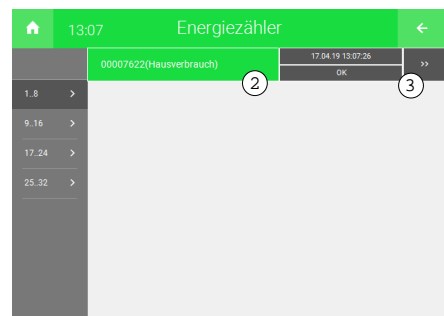 13:07 Energiezähler
00007622(Hausverbrauch) 17.04.19 13:07:26 >>
OK
2 3
1..8 >
9..16 >
17..24 >
25..32 >